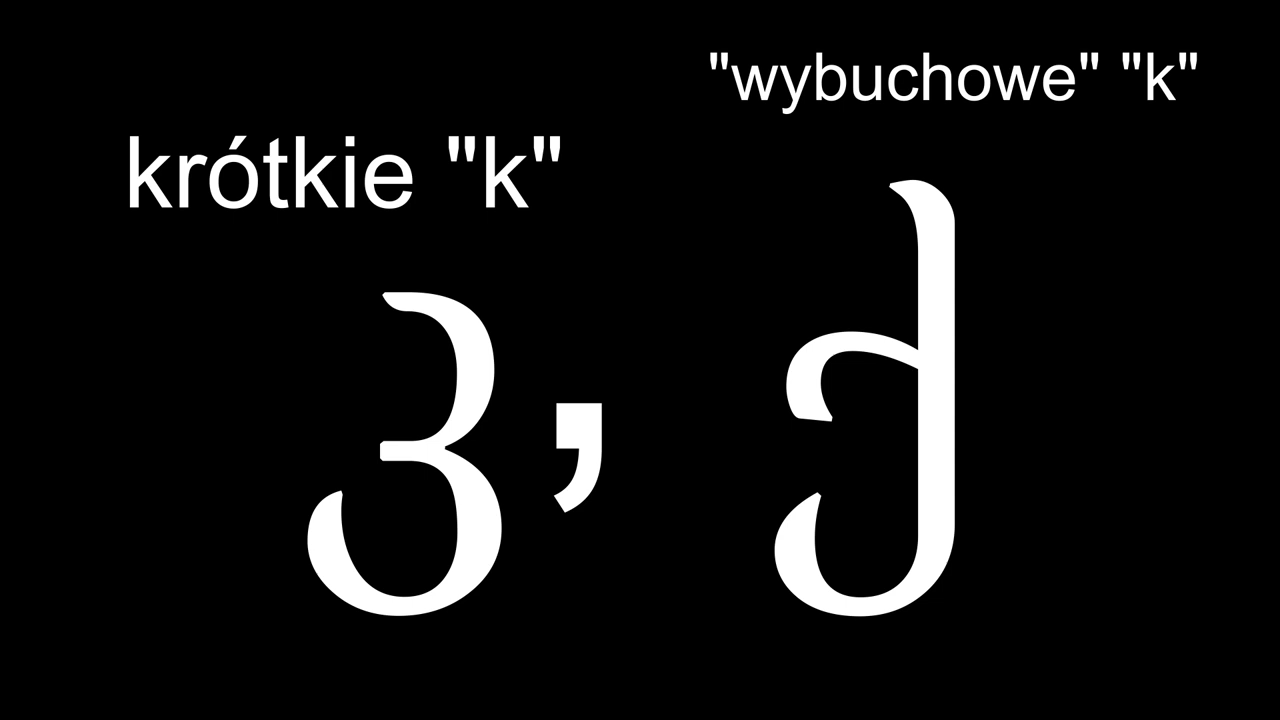 "wybuchowe" "k"
krótkie "k"
კ, ქ